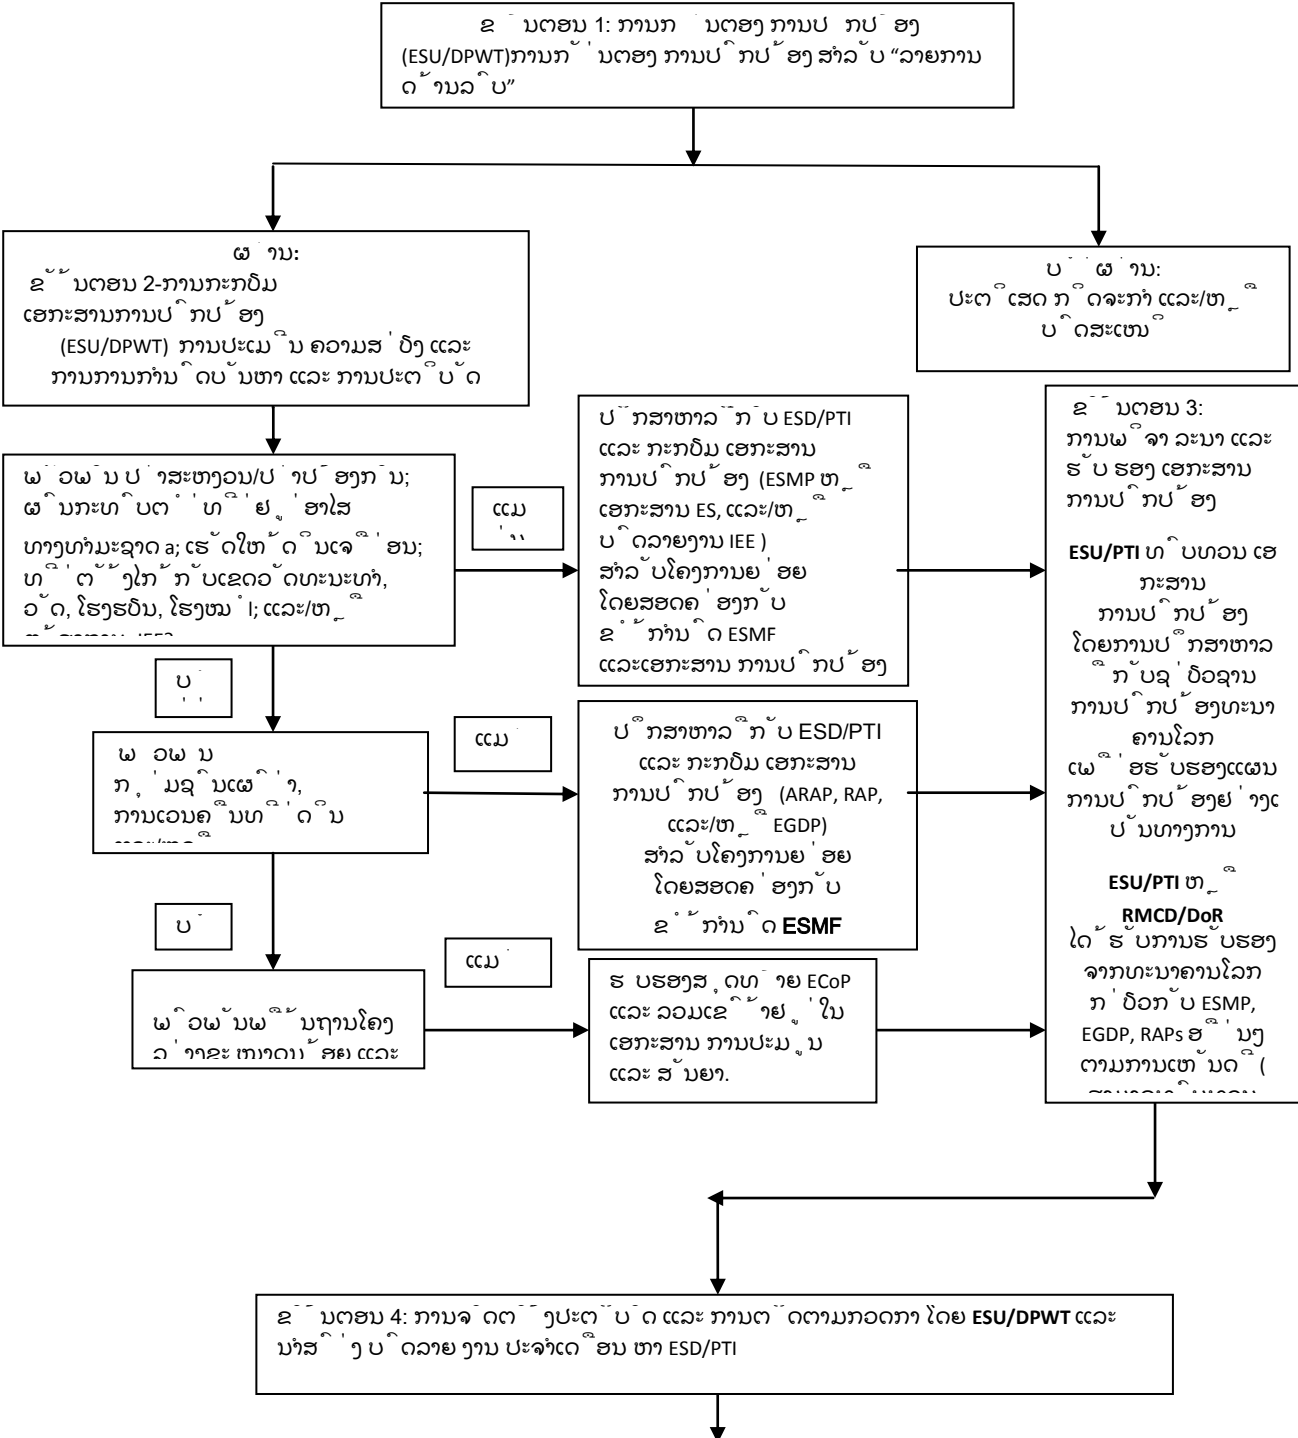 ຂັ້ນຕອນ 1: ການກັ່ນຕອງ ການປົກປ້ອງ
(ESU/DPWT)ການກັ່ນຕອງ ການປົກປ້ອງ ສຳລັບ “ລາຍການ
ດ້ານລົບ”
ຜ່ານ:
ຂັ້ນຕອນ 2-ການກະກຽມ
ເອກະສານການປົກປ້ອງ
(ESU/DPWT) ການປະເມີນ ຄວາມສ່ຽງ ແລະ
ການການກຳນົດບັນຫາ ແລະ ການປະຕິບັດ
ບໍ່ຜ່ານ:
ປະຕິເສດ ກິດຈະກຳ ແລະ/ຫຼື
ບົດສະເໜີ
ພົວພັນ ປ່າສະຫງວນ/ປ່າປ້ອງກັນ;
ຜົນກະທົບຕໍ່ ທີ່ຢູ່ອາໄສ
ທາງທຳມະຊາດ a; ເຮັດໃຫ້ດິນເຈື່ອນ;
ທີ່ຕັ້ງໄກ້ກັບເຂດວັດທະນະທຳ,
ວັດ, ໂຮງຮຽນ, ໂຮງໝໍ l; ແລະ/ຫຼື
ແມ່ນ
ປຶກສາຫາລືກັບ ESD/PTI
ແລະ ກະກຽມ ເອກະສານ
ການປົກປ້ອງ (ESMP ຫຼື
ເອກະສານ ES, ແລະ/ຫຼື
ບົດລາຍງານ IEE )
ສຳລັບໂຄງການຍ່ອຍ
ໂດຍສອດຄ່ອງກັບ
ຂໍ້ກຳນົດ ESMF
ແລະເອກະສານ ການປົກປ້ອງ
ຂັ້ນຕອນ 3:
ການພິຈາ ລະນາ ແລະ
ຮັບ ຮອງ ເອກະສານ
ການປົກປ້ອງ
ESU/PTI ທົບທວນ ເອ
ກະສານ
ການປົກປ້ອງ
ໂດຍການປຶກສາຫາລ
ືກັບຊ່ຽວຊານ
ການປົກປ້ອງທະນາ
ຄານໂລກ
ເພື່ອຮັບຮອງແຜນ
ການປົກປ້ອງຢ່າງເ
ປັນທາງການ
ESU/PTI ຫຼື
RMCD/DoR
ໄດ້ຮັບການຮັບຮອງ
ຈາກທະນາຄານໂລກ
ກ່ຽວກັບ ESMP,
EGDP, RAPs ອື່ນໆ
ຕາມການເຫັນດີ (
ບໍ່
ພົວພັນ
ກຸ່ມຊົນເຜົ່າ,
ການເວນຄືນທີ່ດິນ
ແມ່
ປຶກສາຫາລືກັບ ESD/PTI
ແລະ ກະກຽມ ເອກະສານ
ການປົກປ້ອງ (ARAP, RAP,
ແລະ/ຫຼື EGDP)
ສຳລັບໂຄງການຍ່ອຍ
ໂດຍສອດຄ່ອງກັບ
ຂໍ້ກຳນົດ ESMF
ບໍ່
ພົວພັນພື້ນຖານໂຄງ
ລ່າງຂະ ໜາດນ້ອຍ ແລະ
ແມ່
ຮັບຮອງສຸດທ້າຍ ECoP
ແລະ ລວມເຂົ້າຢູ່ໃນ
ເອກະສານ ການປະມູນ
ແລະ ສັນຍາ.
ຂັ້ນຕອນ 4: ການຈັດຕັ້ງປະຕິບັດ ແລະ ການຕິດຕາມກວດກາ ໂດຍ ESU/DPWT ແລະ
ນຳສົ່ງ ບົດລາຍ ງານ ປະຈຳເດືອນ ຫາ ESD/PTI